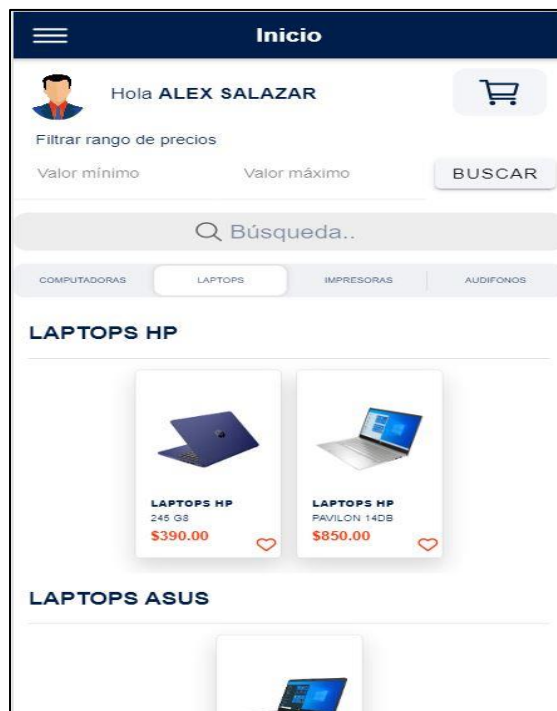 Inicio
Hola ALEX SALAZAR
Filtrar rango de precios
Valor mínimo Valor máximo BUSCAR
Búsqueda..
COMPUTADORAS LAPTOPS IMPRESORAS AUDIFONOS
LAPTOPS HP
LAPTOPS HP LAPTOPS HP
245 G8 PAVILON 14DB
$390.00 $850.00
LAPTOPS ASUS